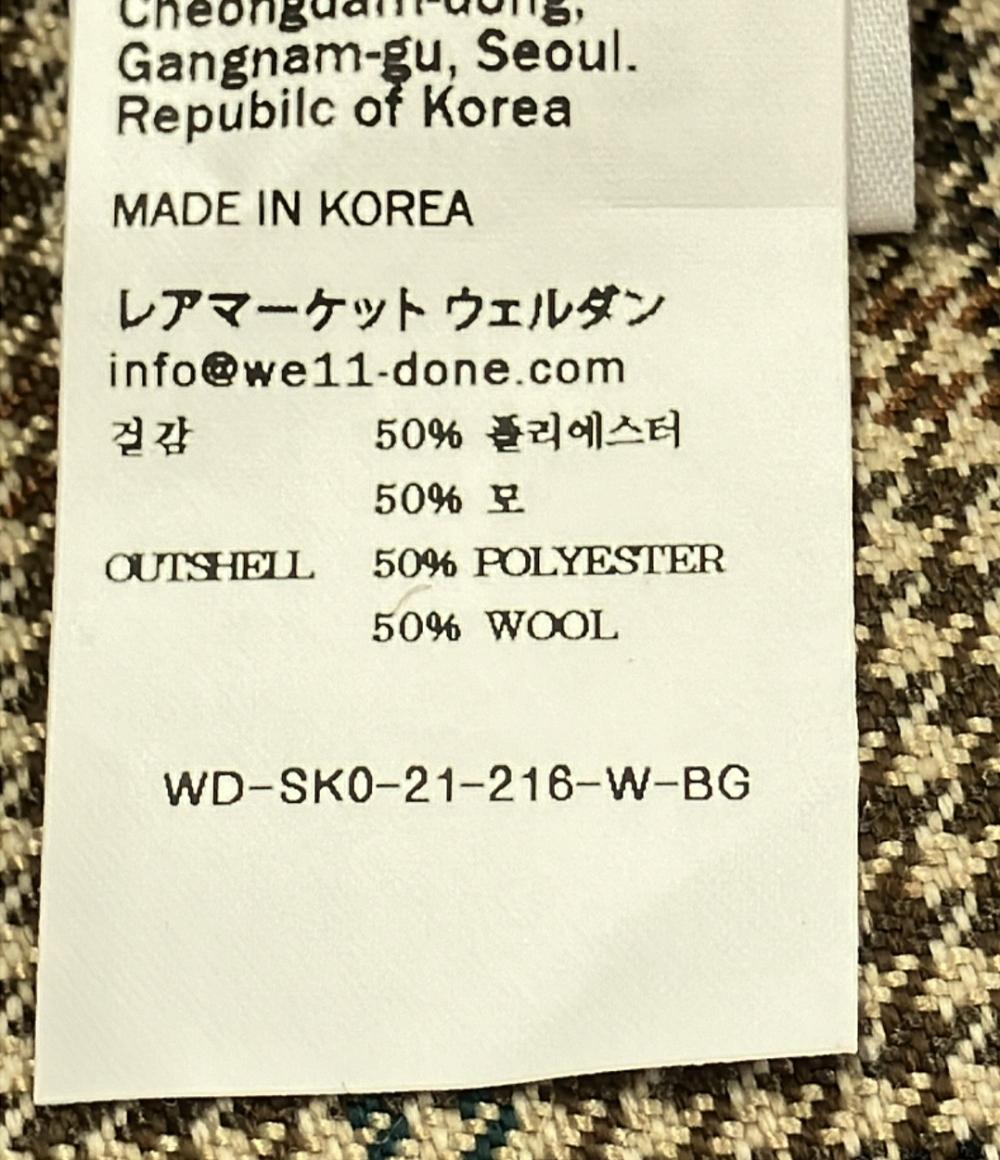 Cheongdam-dong,
Gangnam-gu, Seoul.
Repubilc of Korea
MADE IN KOREA
レアマーケット ウェルダン
info@we11-done.com
겉감 50% 폴리에스터
50% 모
OUTSHELL 50% POLYESTER
50% WOOL
WD-SK0-21-216-W-BG